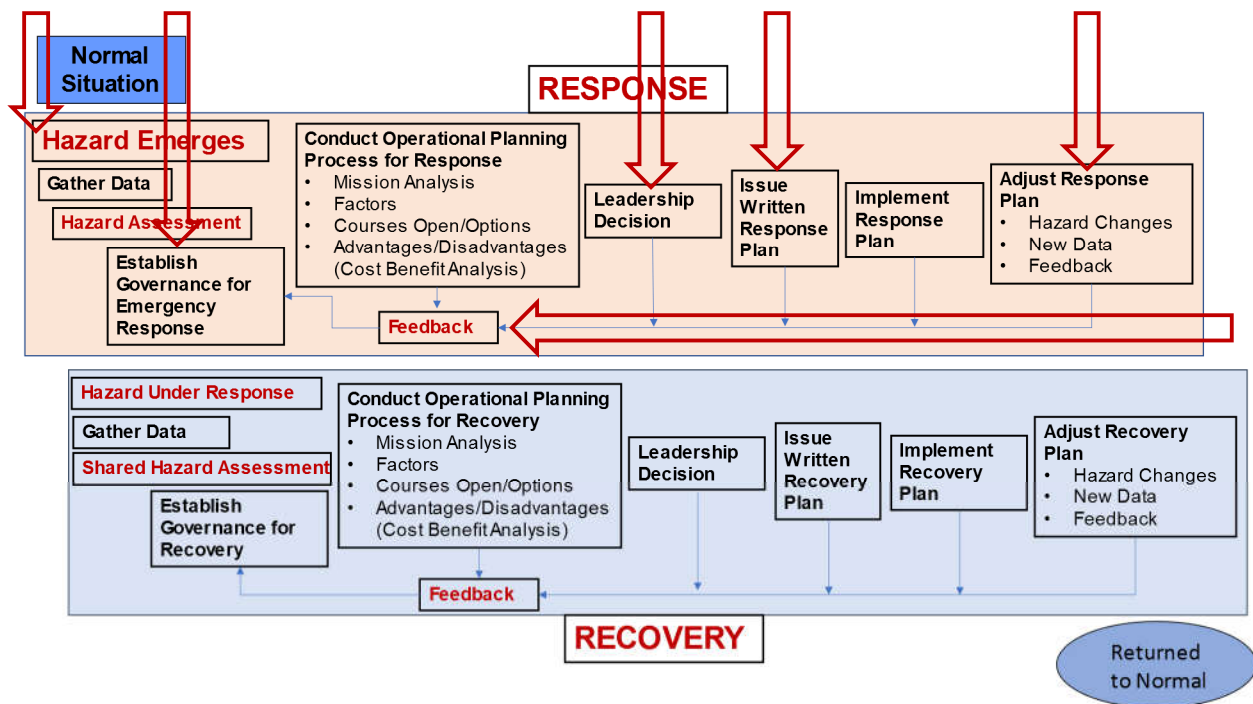 Normal
Situation
RESPONSE
Hazard Emerges
Gather Data
Hazard Assessment
Establish
Governance for
Emergency
Response
Conduct Operational Planning
Process for Response
• Mission Analysis
• Factors
• Courses Open/Options
• Advantages/Disadvantages
(Cost Benefit Analysis)
Feedback
Leadership
Decision
Issue
Written
Response
Plan
Implement
Response
Plan
Adjust Response
Plan
• Hazard Changes
• New Data
• Feedback
Hazard Under Response
Gather Data
Shared Hazard Assessment
Establish
Governance for
Recovery
Conduct Operational Planning
Process for Recovery
• Mission Analysis
• Factors
• Courses Open/Options
• Advantages/Disadvantages
(Cost Benefit Analysis)
Feedback
Leadership
Decision
Issue
Written
Recovery
Plan
Implement
Recovery
Plan
Adjust Recovery
Plan
• Hazard Changes
• New Data
• Feedback
RECOVERY
Returned
to Normal